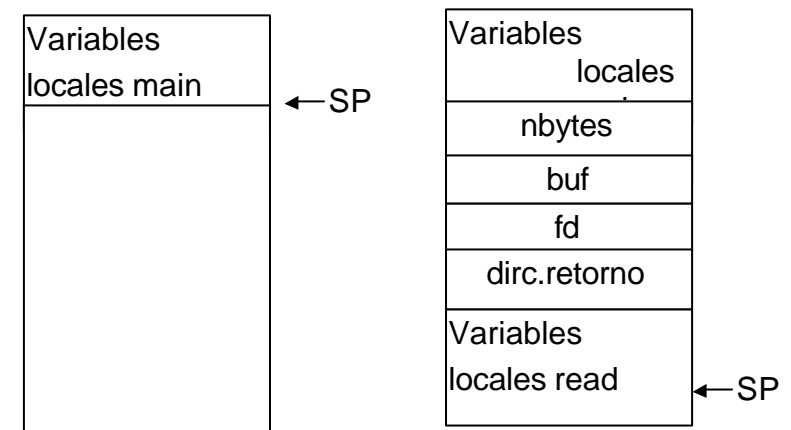 Variables
locales main
SP
Variables
locales
nbytes
buf
fd
dirc.retorno
Variables
locales read
SP